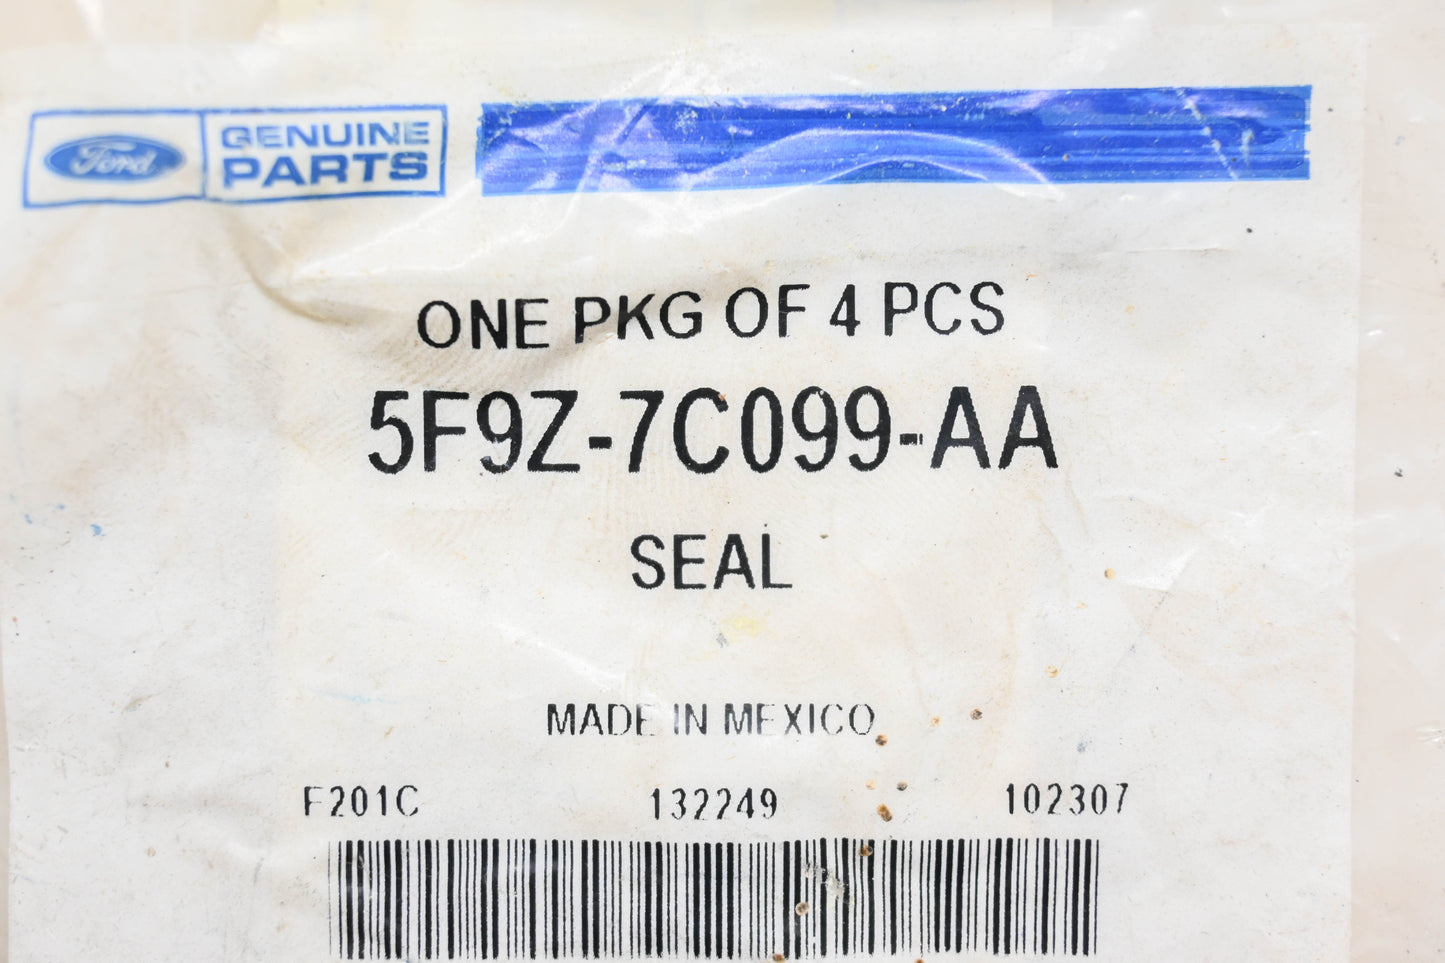 Ford
GENUINE
PARTS
ONE PKG OF 4 PCS
5F9Z-7C099-AA
SEAL
MADE IN MEXICO
F201C 132249 102307